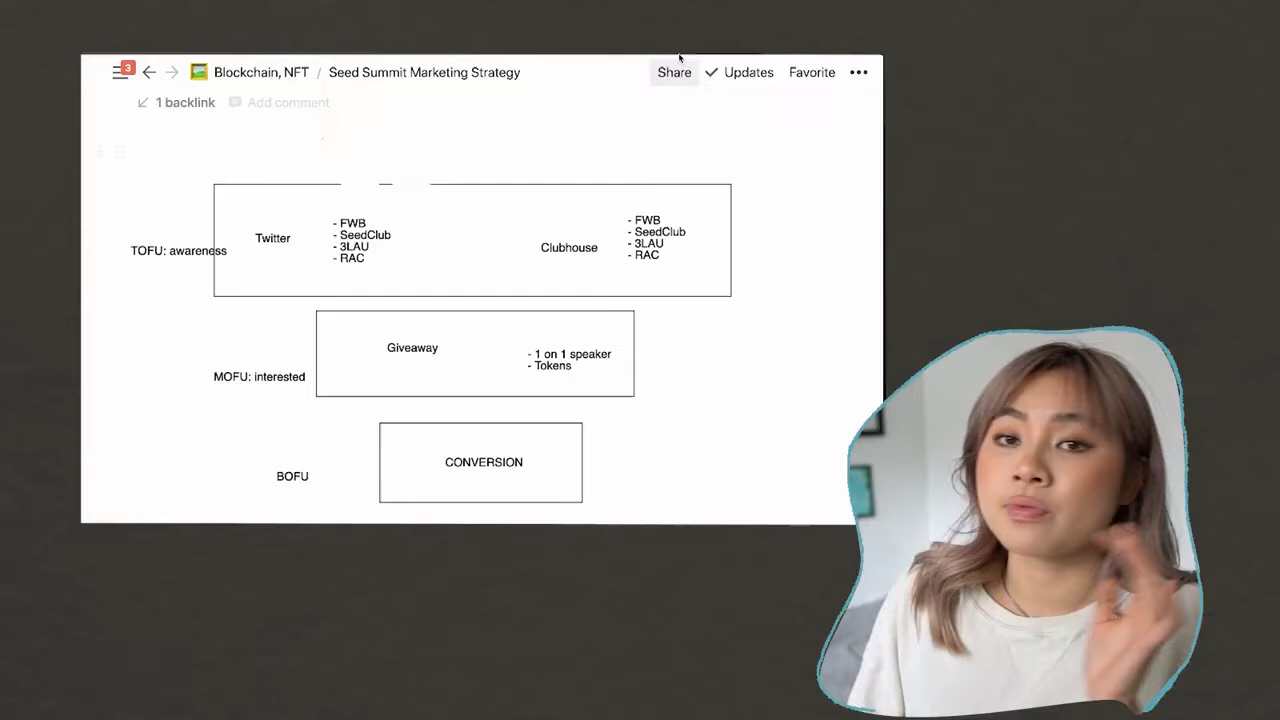 3
Blockchain, NFT / Seed Summit Marketing Strategy
Share
Updates
Favorite
1 backlink
Add comment
TOFU: awareness
Twitter
- FWB
- SeedClub
- 3LAU
- RAC
Clubhouse
- FWB
- SeedClub
- 3LAU
- RAC
MOFU: interested
Giveaway
- 1 on 1 speaker
- Tokens
BOFU
CONVERSION